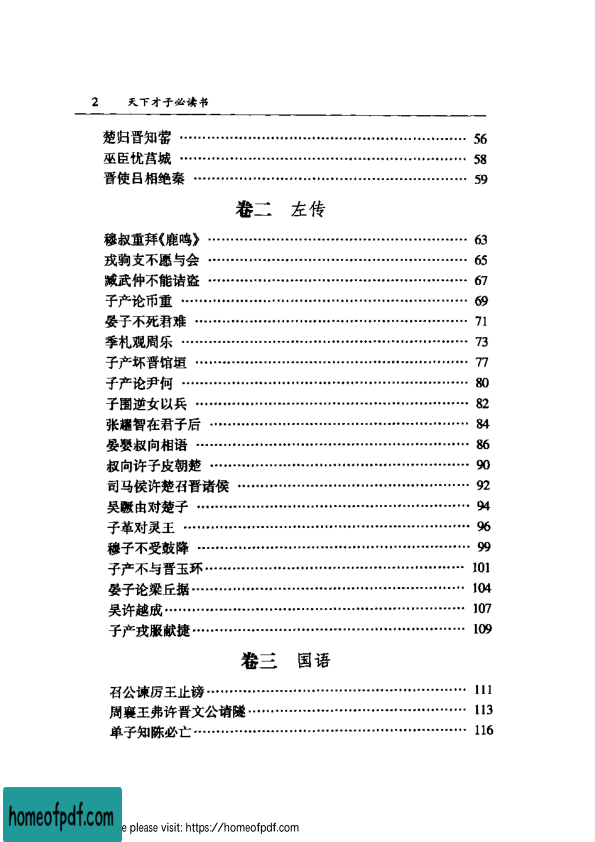 2 天下才子必读书
楚归晋知罃 …… 56
巫臣忧莒城 …… 58
晋使吕相绝秦 …… 59
卷二 左传
穆叔重拜《鹿鸣》 …… 63
戎驹支不愿与会 …… 65
臧武仲不能诘盗 …… 67
子产论币重 …… 69
晏子不死君难 …… 71
季札观周乐 …… 73
子产坏晋馆垣 …… 77
子产论尹何 …… 80
子围逆女以兵 …… 82
张趯智在君子后 …… 84
晏婴叔向相语 …… 86
叔向许子皮朝楚 …… 90
司马侯许楚召晋诸侯 …… 92
吴蹶由对楚子 …… 94
子革对灵王 …… 96
穆子不受鼓降 …… 99
子产不与晋玉环 …… 101
晏子论梁丘据 …… 104
吴许越成 …… 107
子产戎服献捷 …… 109
卷三 国语
召公谏厉王止谤 …… 111
周襄王弗许晋文公请隧 …… 113
单子知陈必亡 …… 116
homeofpdf.com
e please visit: https://homeofpdf.com